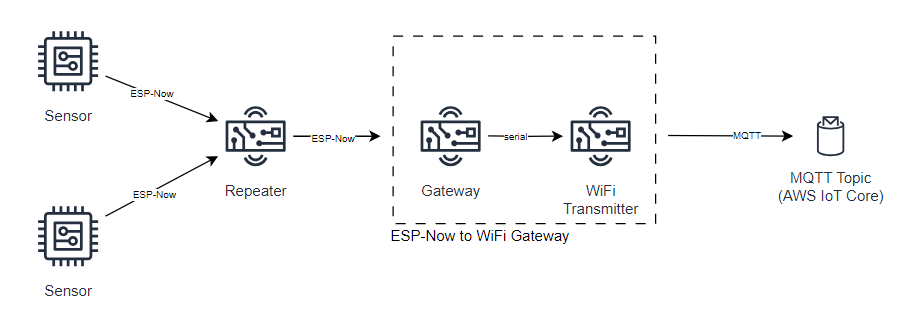 Sensor
ESP-Now
Sensor
ESP-Now
Repeater
ESP-Now
Gateway
serial
WiFi
Transmitter
ESP-Now to WiFi Gateway
MQTT
MQTT Topic
(AWS IoT Core)